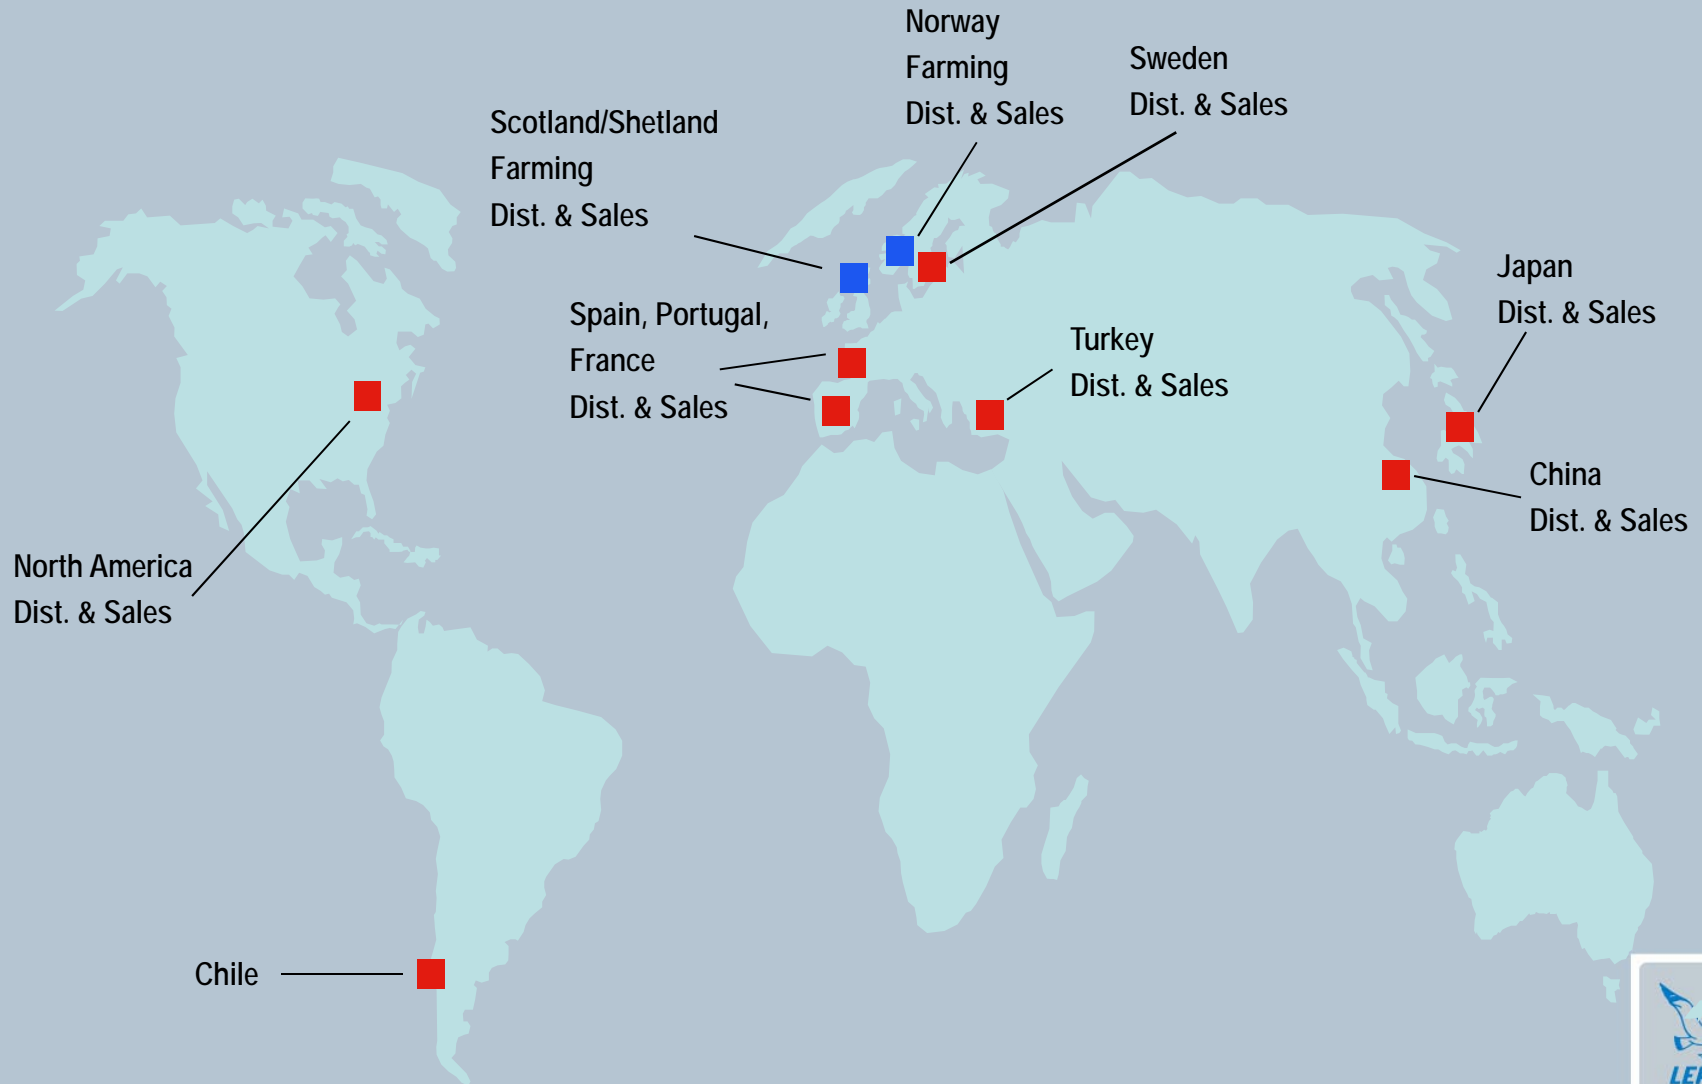 Norway
Farming
Dist. & Sales
Sweden
Dist. & Sales
Scotland/Shetland
Farming
Dist. & Sales
Japan
Dist. & Sales
Spain, Portugal,
France
Dist. & Sales
Turkey
Dist. & Sales
China
Dist. & Sales
North America
Dist. & Sales
Chile